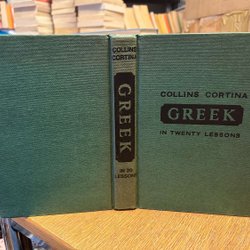 COLLINS
CORTINA
GREEK
IN 20
LESSONS
COLLINS CORTINA
GREEK
IN TWENTY LESSONS